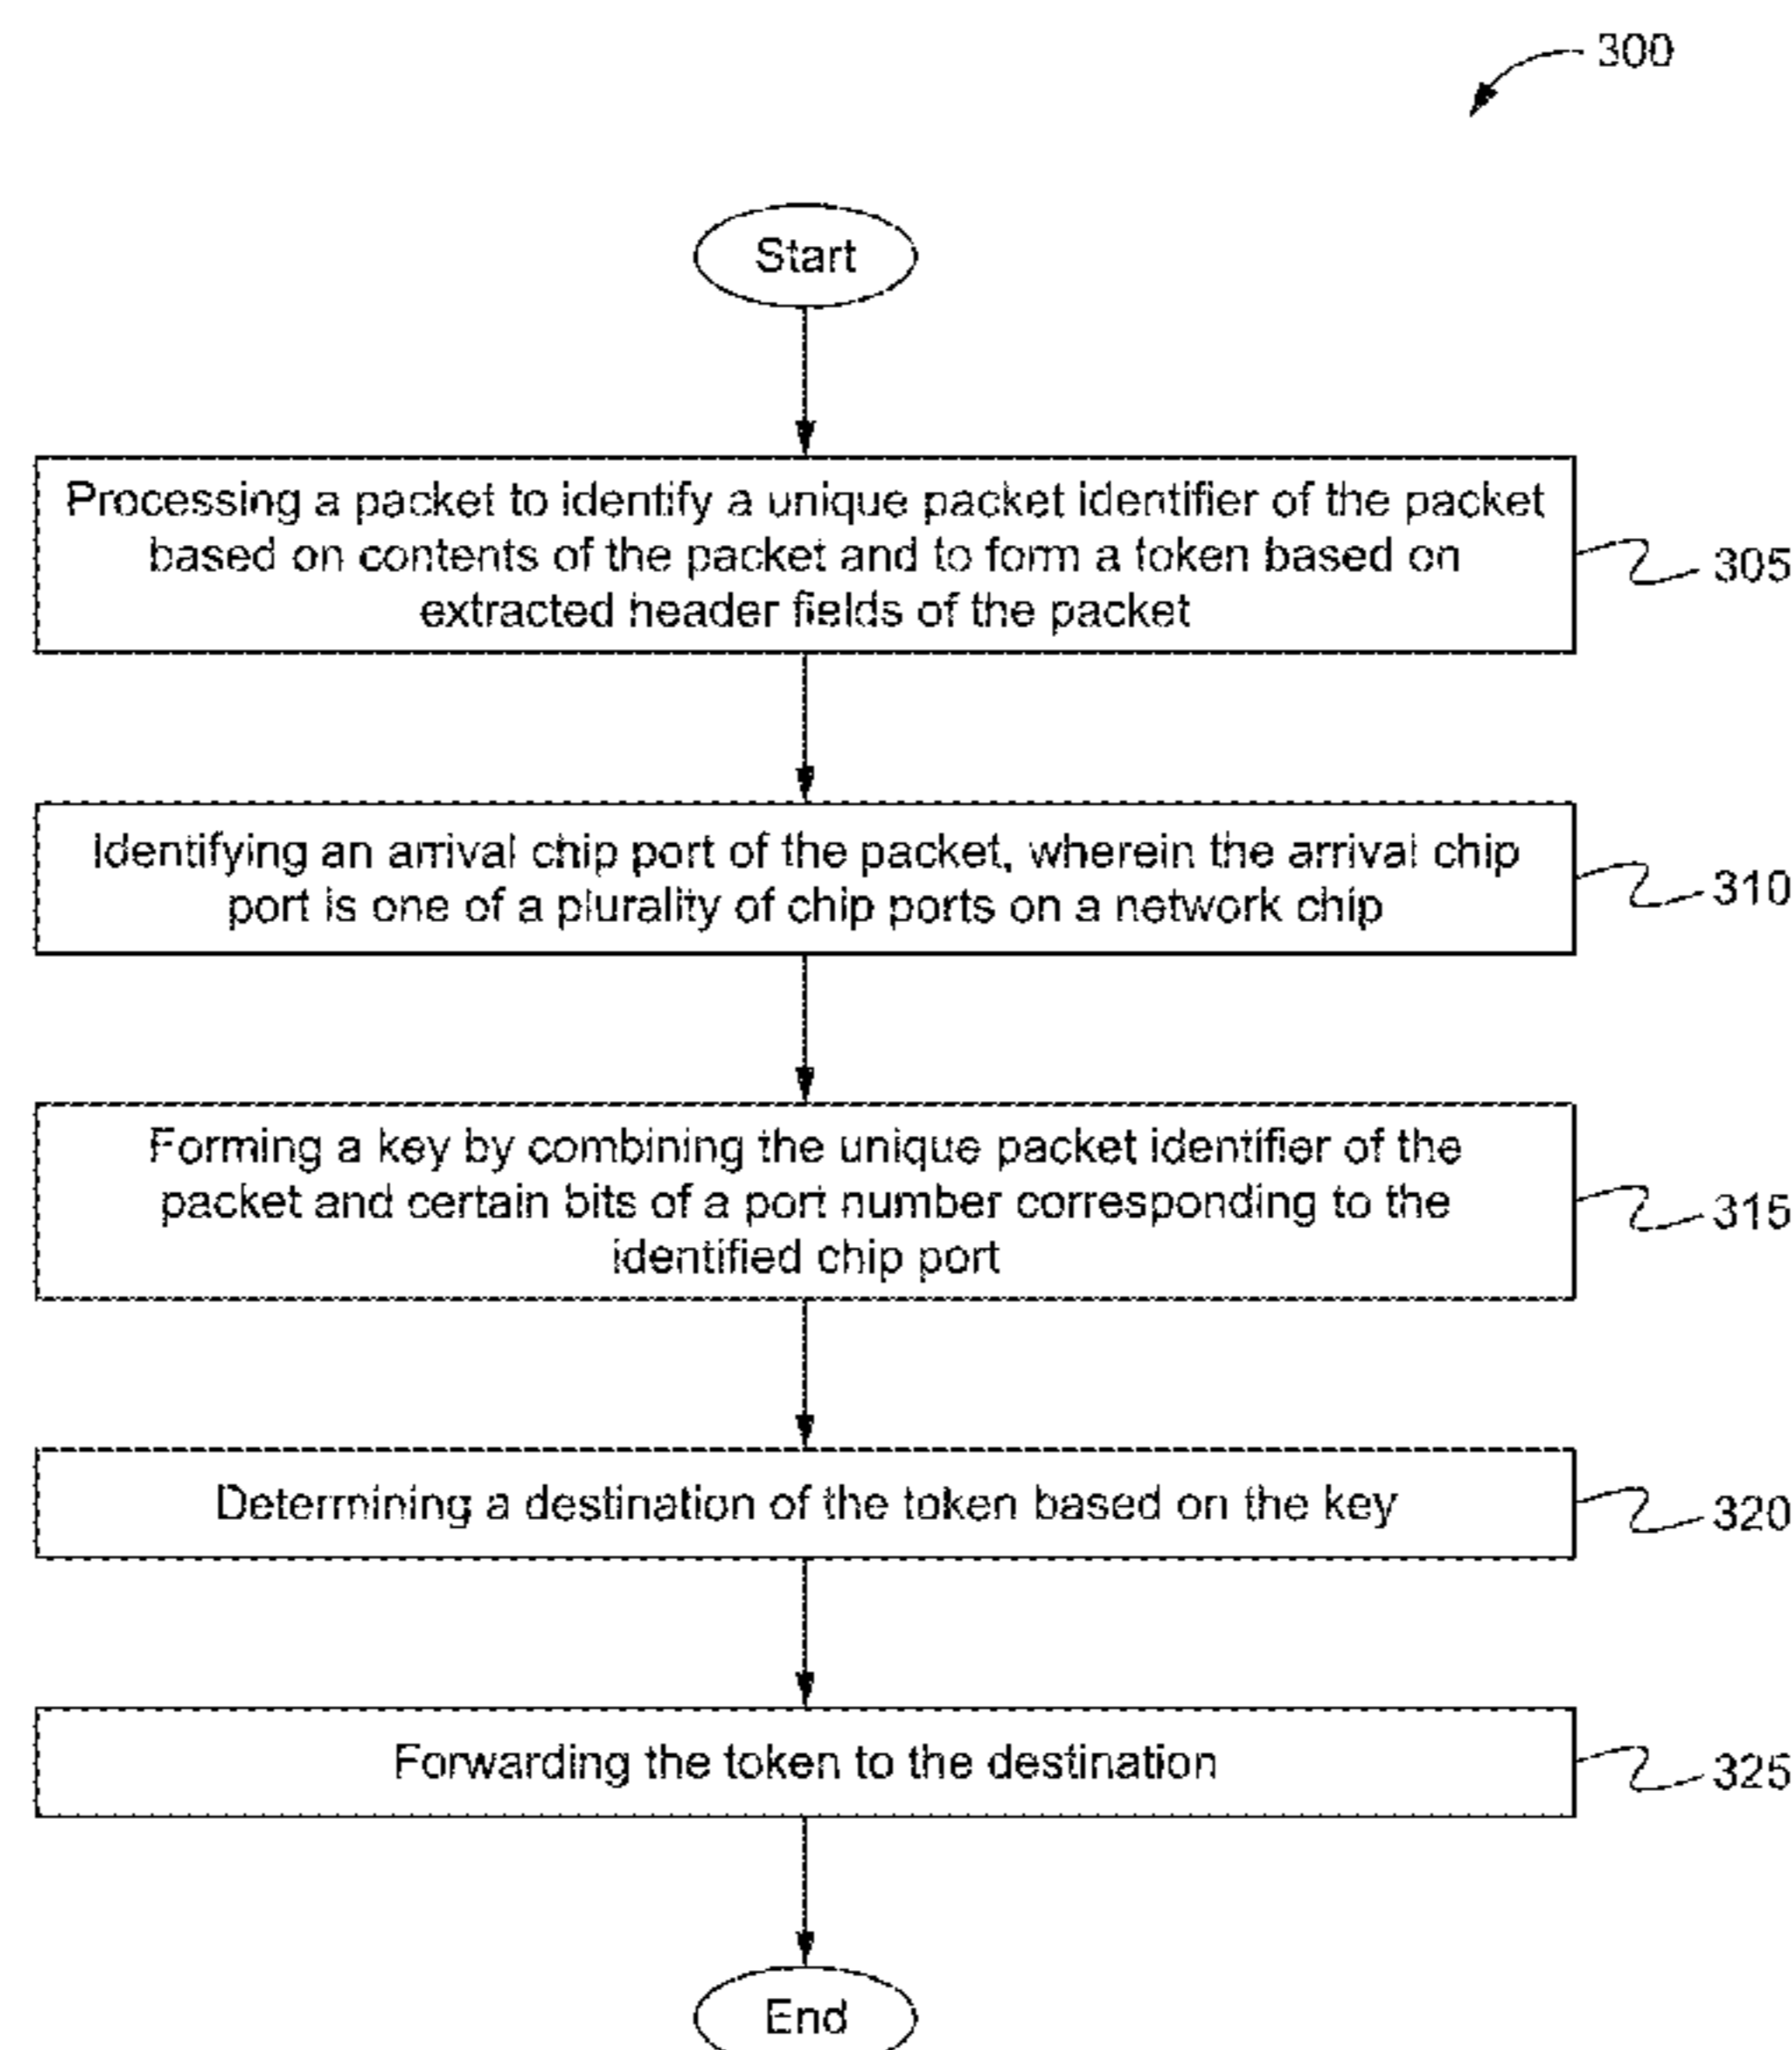 300
Start
Processing a packet to identify a unique packet identifier of the packet
based on contents of the packet and to form a token based on
extracted header fields of the packet
305
Identifying an arrival chip port of the packet, wherein the arrival chip
port is one of a plurality of chip ports on a network chip
310
Forming a key by combining the unique packet identifier of the
packet and certain bits of a port number corresponding to the
identified chip port
315
Determining a destination of the token based on the key
320
Forwarding the token to the destination
325
End